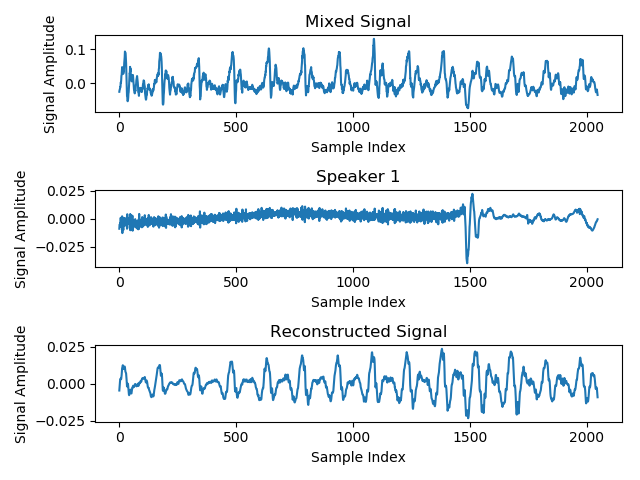 Mixed Signal
Signal Amplitude
0.1
0.0
0 500 1000 1500 2000
Sample Index
Speaker 1
Signal Amplitude
0.025
0.000
−0.025
0 500 1000 1500 2000
Sample Index
Reconstructed Signal
Signal Amplitude
0.025
0.000
−0.025
0 500 1000 1500 2000
Sample Index